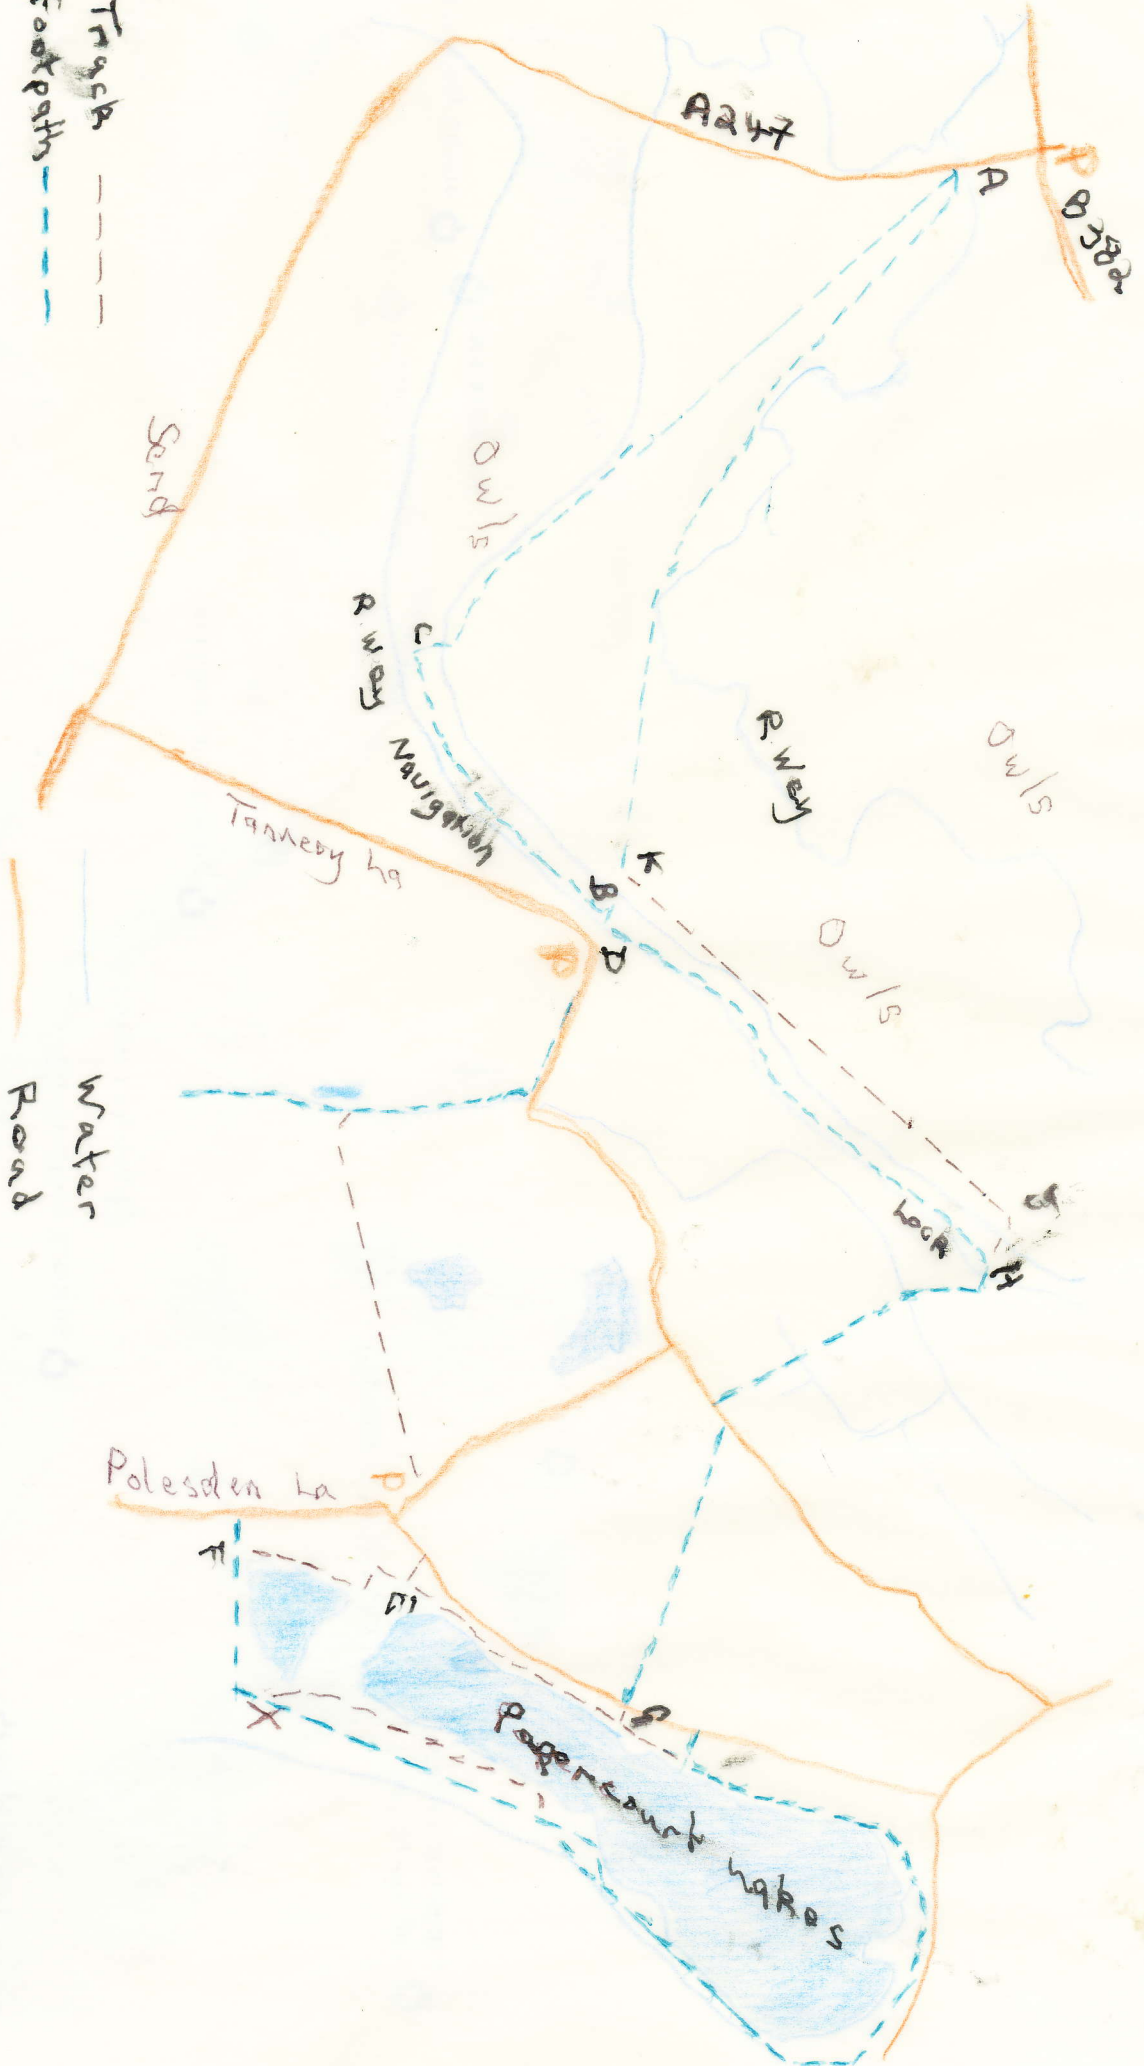 A247
P
B382
A
Owls
Owls
R. Wey
Owls
Send
C
R. Wey
Navigation
K
B
D
P
Tannery La
Lock
H
Polesden La
P
F
E
G
X
Papercourt Lakes
Track
Footpath
Water
Road